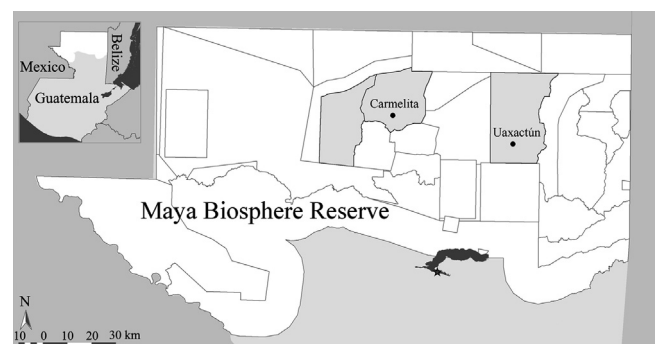 Mexico
Belize
Guatemala
Carmelita
Uaxactún
Maya Biosphere Reserve
N
10 0 10 20 30 km